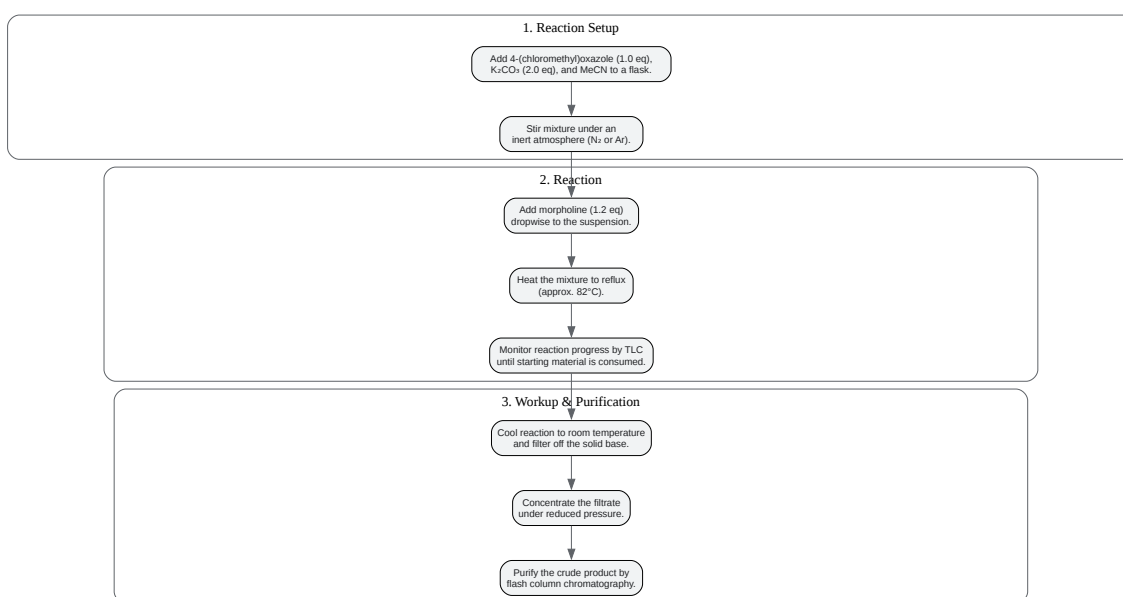 1. Reaction Setup
Add 4-(chloromethyl)oxazole (1.0 eq),
K₂CO₃ (2.0 eq), and MeCN to a flask.
Stir mixture under an
inert atmosphere (N₂ or Ar).
2. Reaction
Add morpholine (1.2 eq)
dropwise to the suspension.
Heat the mixture to reflux
(approx. 82°C).
Monitor reaction progress by TLC
until starting material is consumed.
3. Workup & Purification
Cool reaction to room temperature
and filter off the solid base.
Concentrate the filtrate
under reduced pressure.
Purify the crude product by
flash column chromatography.